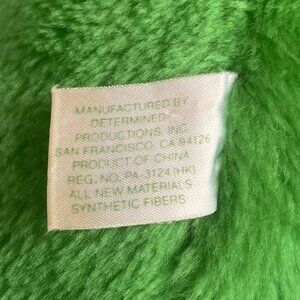 MANUFACTURED BY
DETERMINED
PRODUCTIONS, INC.
SAN FRANCISCO, CA 94126
PRODUCT OF CHINA
REG. NO. PA-3124 (HK)
ALL NEW MATERIALS
SYNTHETIC FIBERS